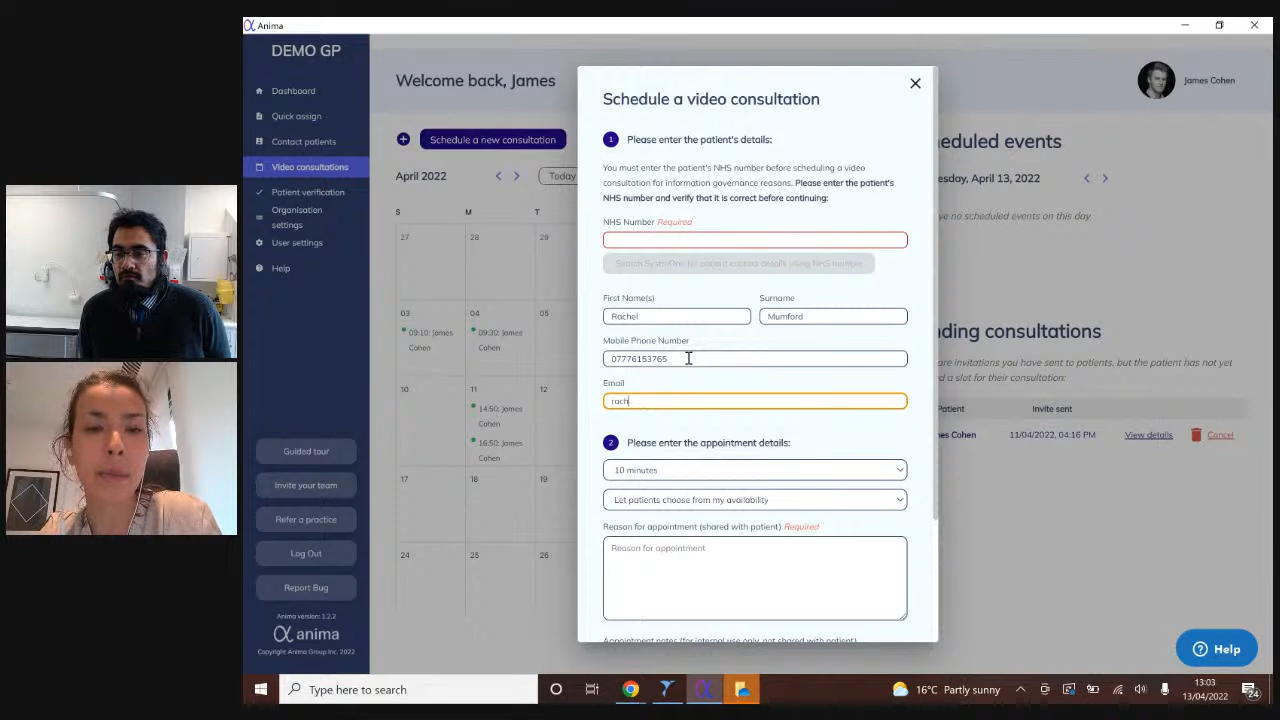 Anima
DEMO GP
Dashboard
Quick assign
Contact patients
Video consultations
Patient verification
Organisation
settings
User settings
Help
Guided tour
Invite your team
Refer a practice
Log Out
Report Bug
Anima version: 1.2.2
anima
Copyright Anima Group Inc. 2022
Welcome back, James
James Cohen
Schedule a new consultation
April 2022
Today
S M T
27 28 29
03 04 05
09:10: James
Cohen
09:30: James
Cohen
10 11 12
14:50: James
Cohen
16:50: James
Cohen
17 18 19
24 25 26
Schedule a video consultation
1 Please enter the patient's details:
You must enter the patient's NHS number before scheduling a video
consultation for information governance reasons. Please enter the patient's
NHS number and verify that it is correct before continuing:
NHS Number Required
Search SystmOne for patient contact details using NHS number
First Name(s) Surname
Rachel Mumford
Mobile Phone Number
07776153765
Email
rach
2 Please enter the appointment details:
10 minutes
Let patients choose from my availability
Reason for appointment (shared with patient) Required
Reason for appointment
Appointment notes (for internal use only, not shared with patient)
eduled events
sday, April 13, 2022
e no scheduled events on this day
nding consultations
are invitations you have sent to patients, but the patient has not yet
d a slot for their consultation:
Patient Invite sent
es Cohen 11/04/2022, 04:16 PM View details Cancel
Help
Type here to search
16°C Partly sunny
13:03
13/04/2022
24